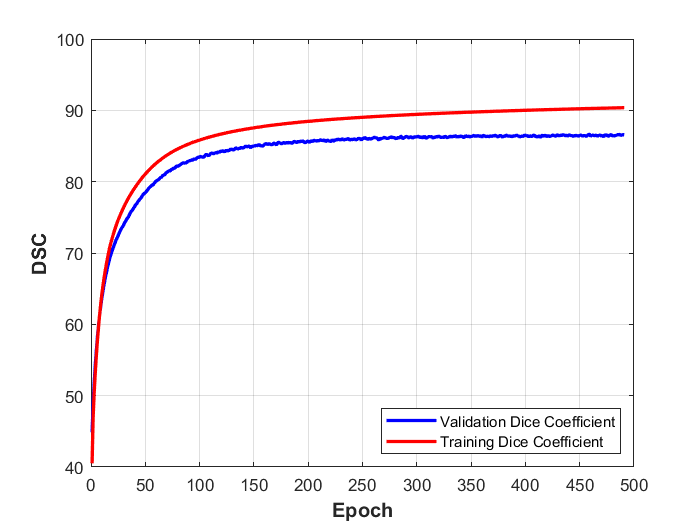 100
90
80
70
60
50
40
DSC
0 50 100 150 200 250 300 350 400 450 500
Epoch
Validation Dice Coefficient
Training Dice Coefficient